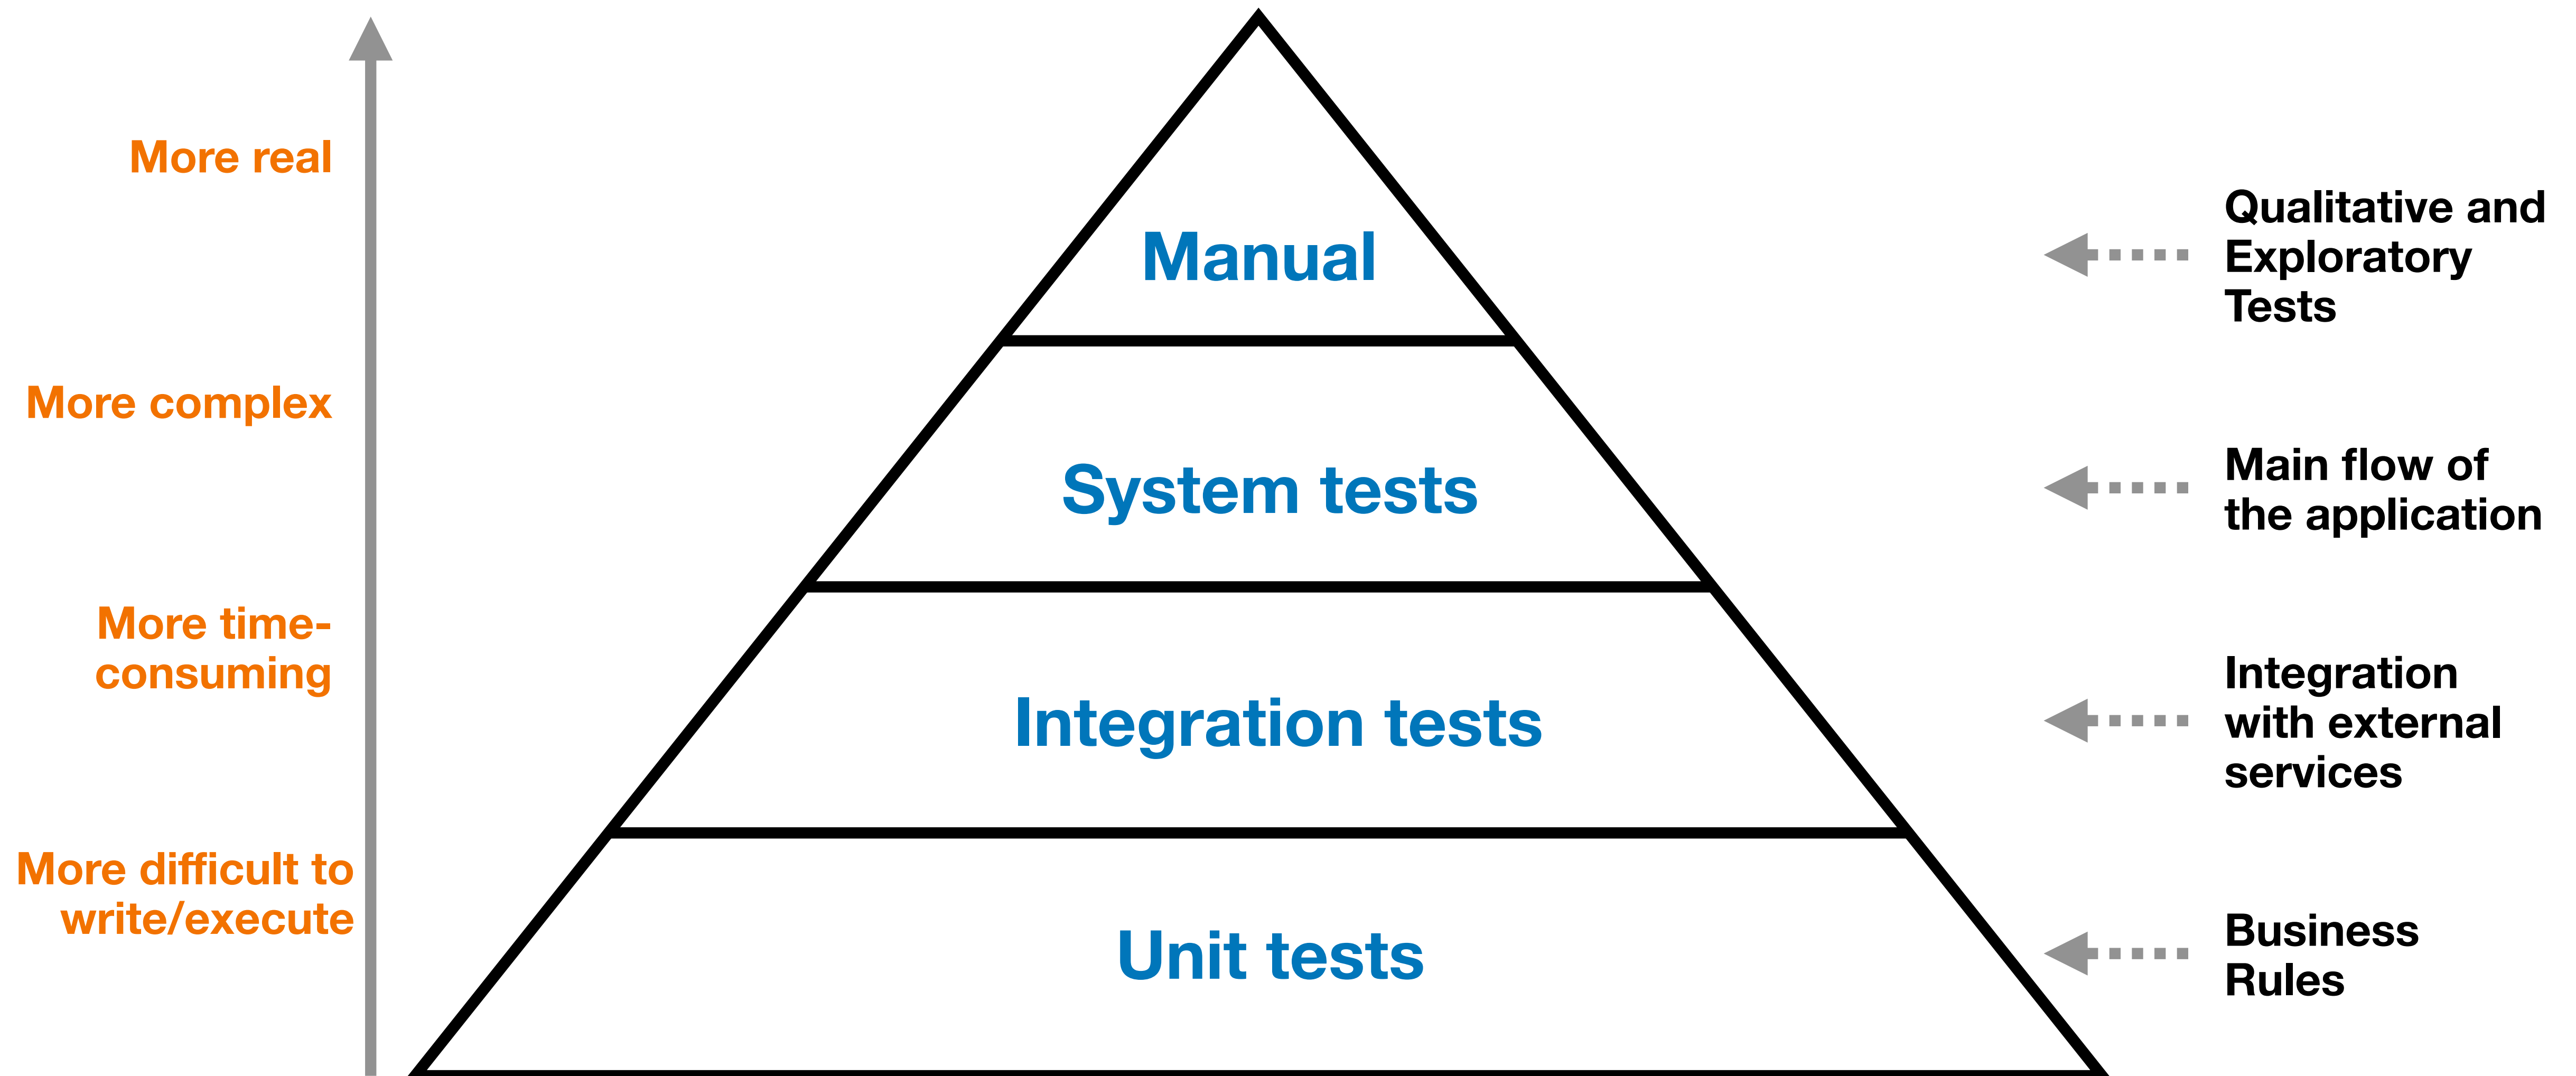 More real
More complex
More time-
consuming
More difficult to
write/execute
Manual
System tests
Integration tests
Unit tests
Qualitative and
Exploratory
Tests
Main flow of
the application
Integration
with external
services
Business
Rules